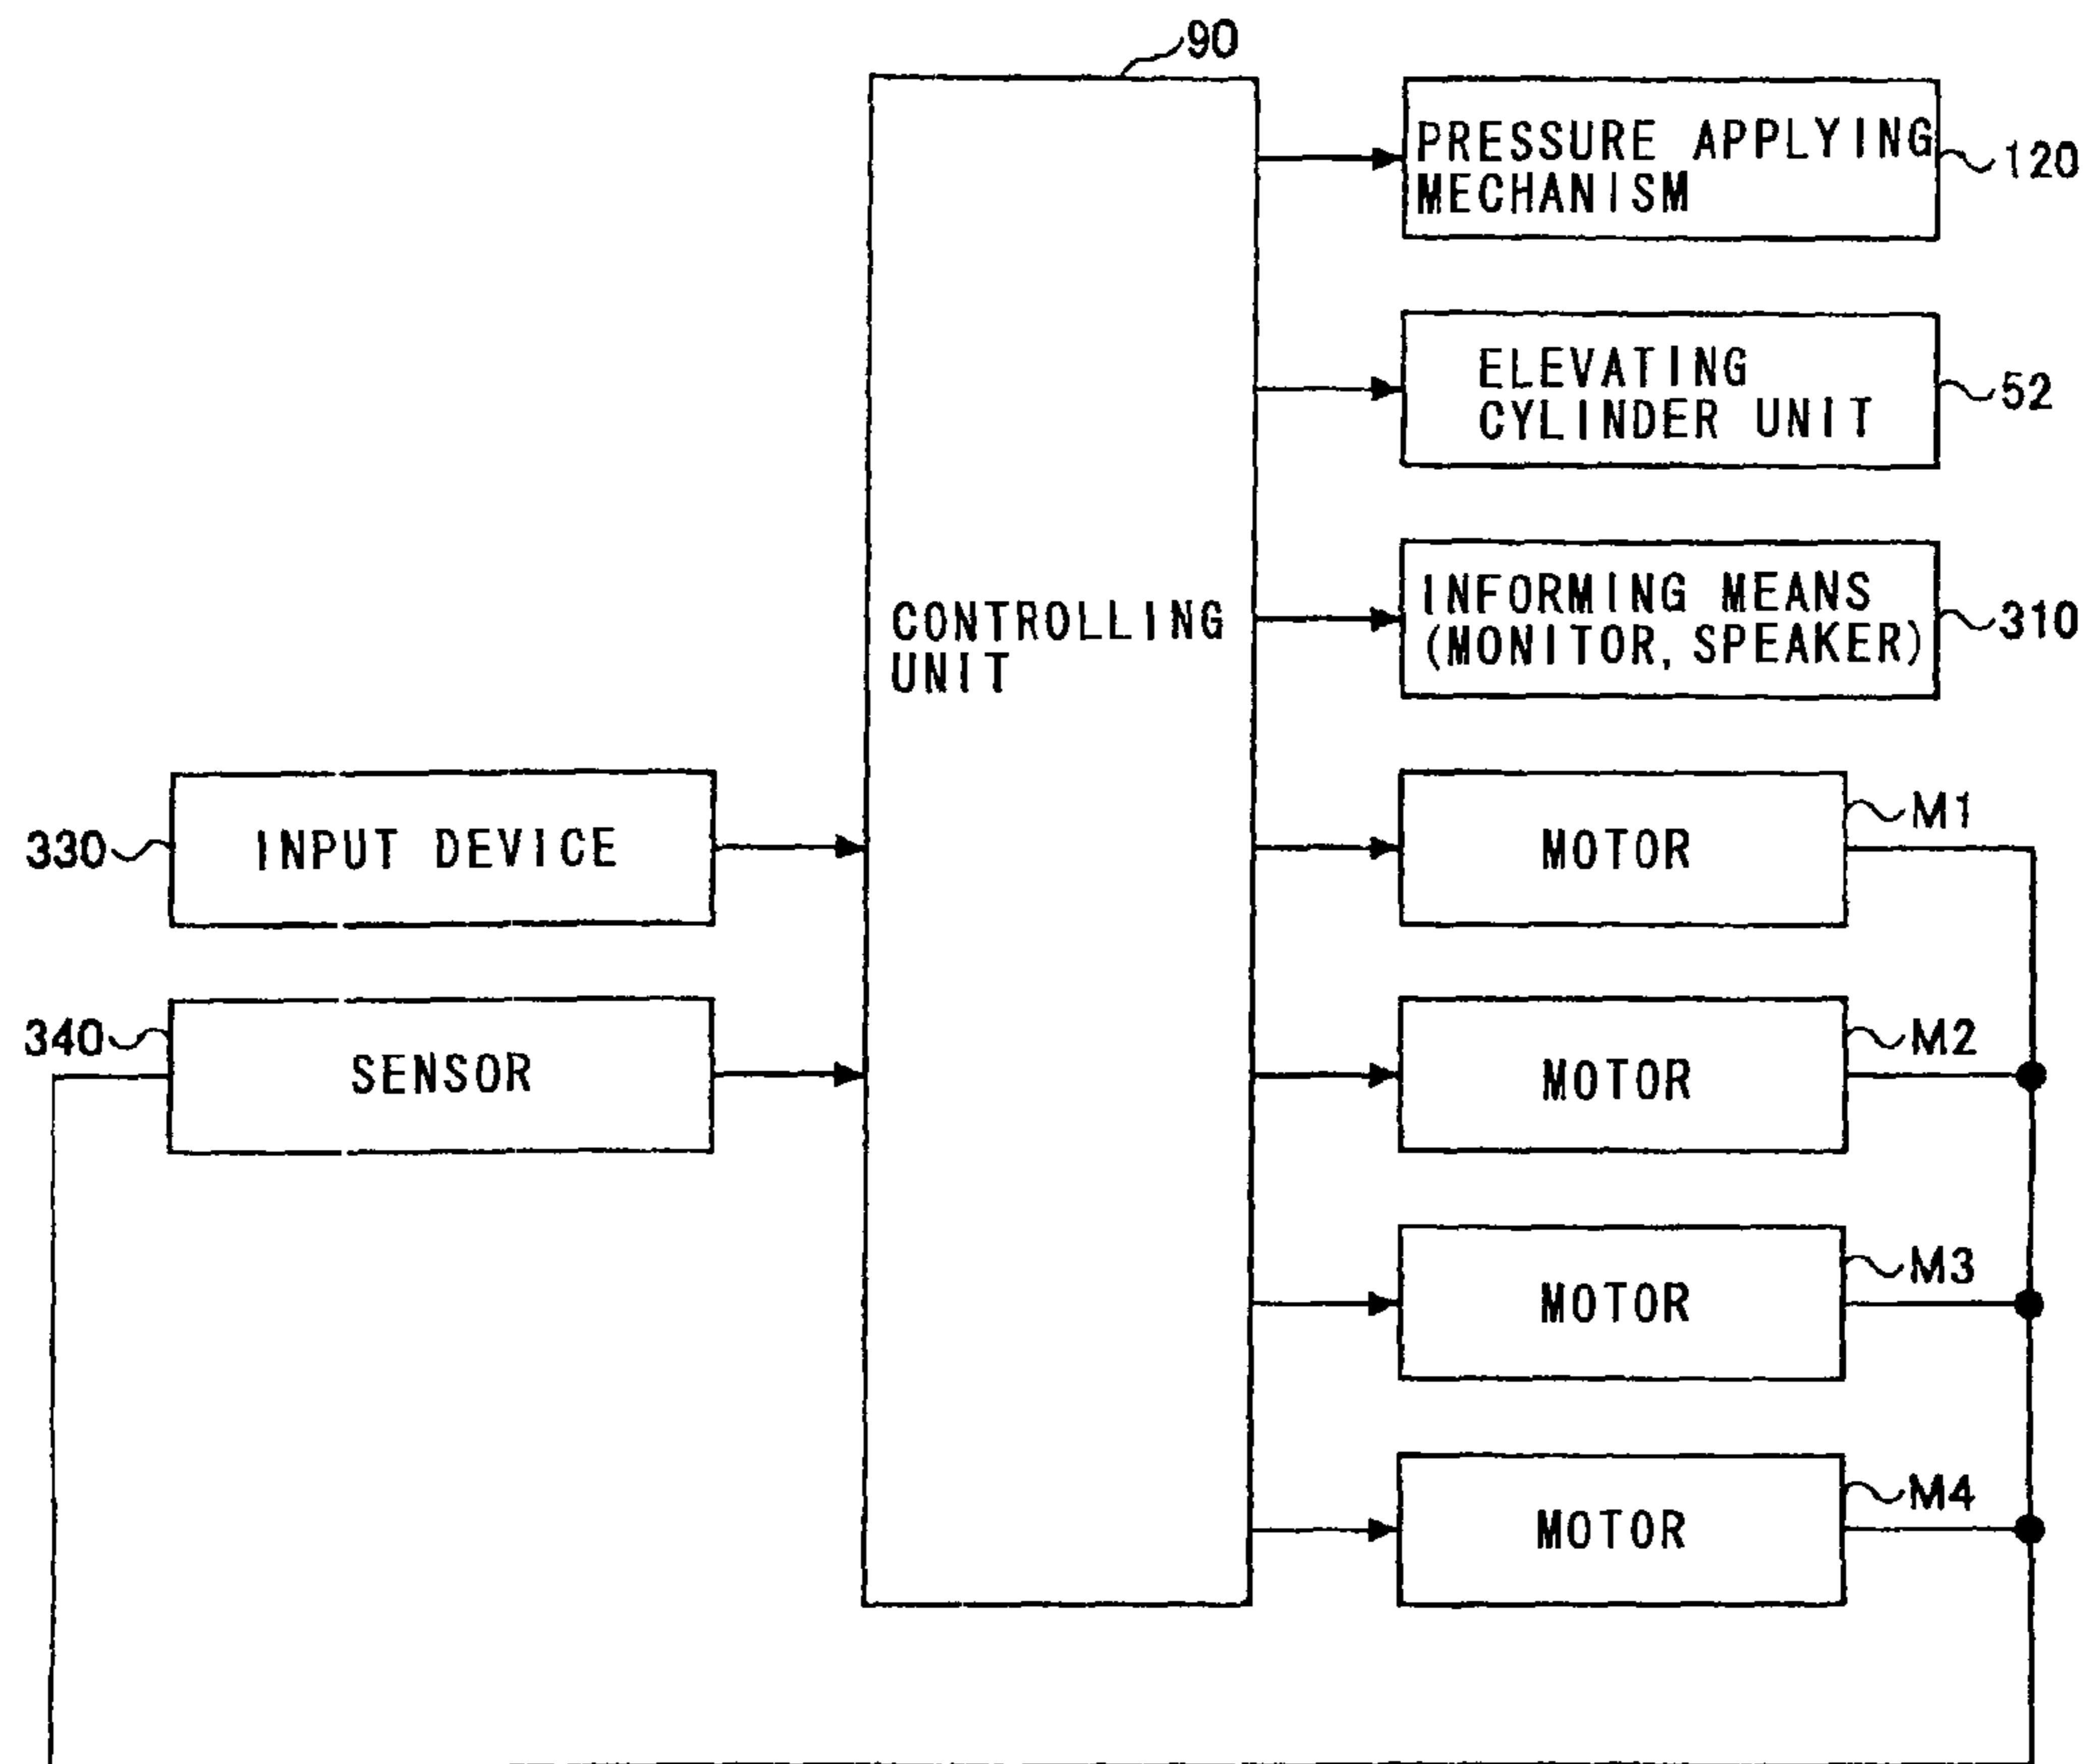 90
PRESSURE APPLYING
MECHANISM
120
ELEVATING
CYLINDER UNIT
52
INFORMING MEANS
(MONITOR, SPEAKER)
310
CONTROLLING
UNIT
330
INPUT DEVICE
MOTOR
M1
340
SENSOR
MOTOR
M2
MOTOR
M3
MOTOR
M4